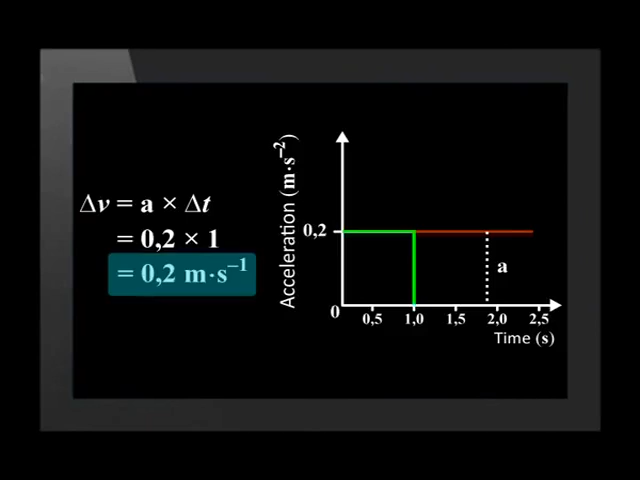 Δv = a × Δt
= 0,2 × 1
= 0,2 m·s⁻¹
Acceleration (m·s⁻²)
0,2
a
0
0,5 1,0 1,5 2,0 2,5
Time (s)